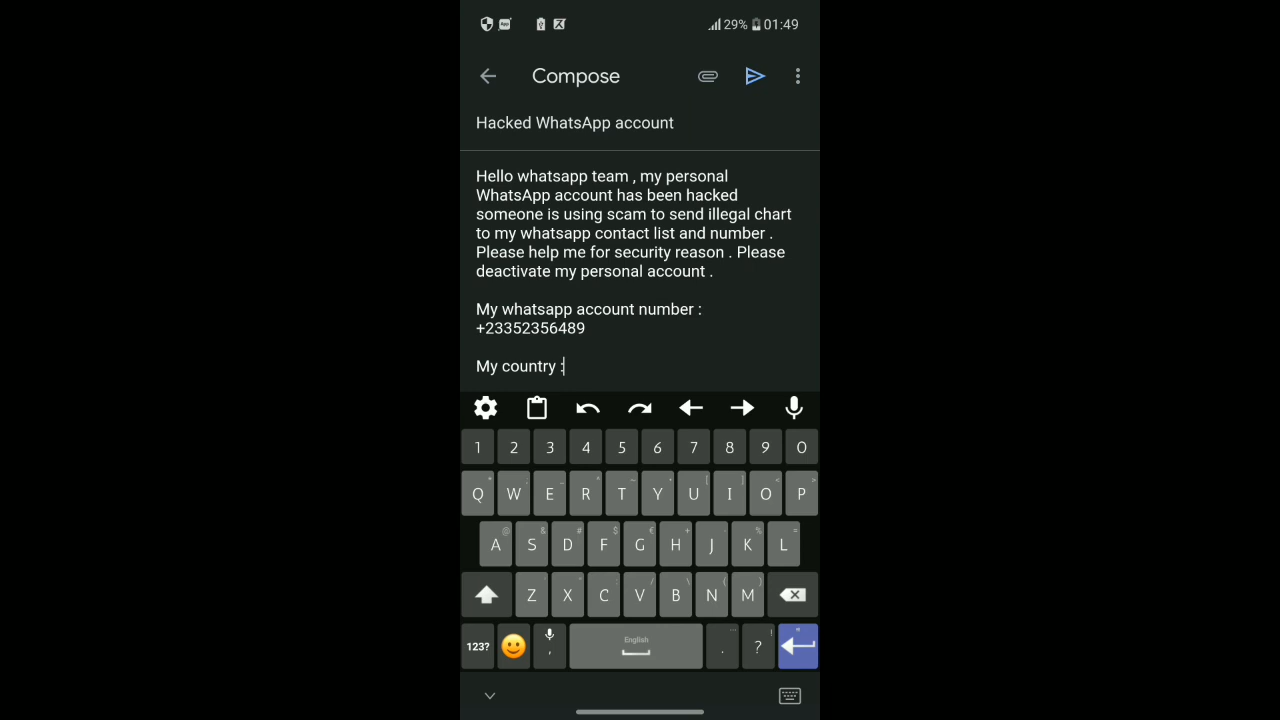 29% 01:49
Compose
Hacked WhatsApp account
Hello whatsapp team , my personal
WhatsApp account has been hacked
someone is using scam to send illegal chart
to my whatsapp contact list and number .
Please help me for security reason . Please
deactivate my personal account .
My whatsapp account number :
+23352356489
My country :
1 2 3 4 5 6 7 8 9 0
Q W E R T Y U I O P
@ & # $ € + - % =
A S D F G H J K L
Z X C V B N M
English
123? , . ?